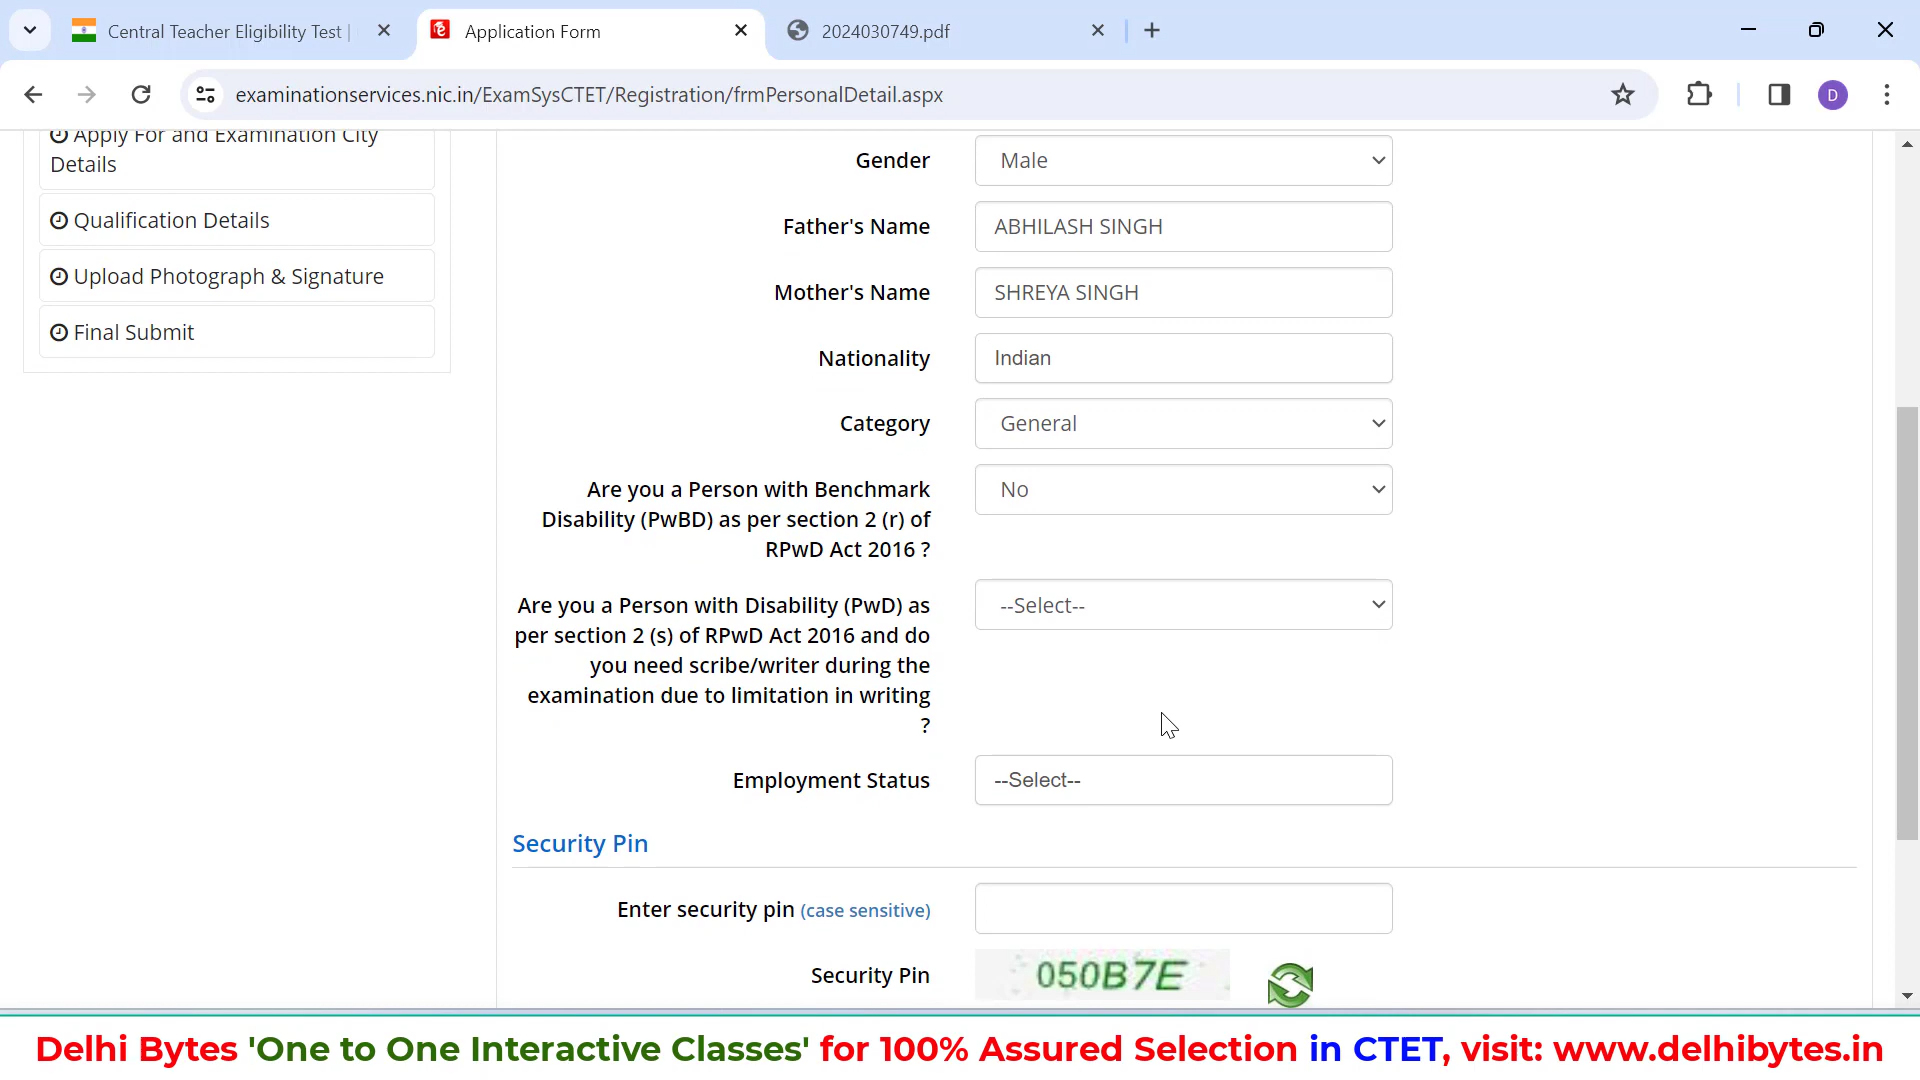 Central Teacher Eligibility Test |
Application Form
2024030749.pdf
examinationservices.nic.in/ExamSysCTET/Registration/frmPersonalDetail.aspx
D
Apply For and Examination City
Details
Qualification Details
Upload Photograph & Signature
Final Submit
Gender
Male
Father's Name
ABHILASH SINGH
Mother's Name
SHREYA SINGH
Nationality
Indian
Category
General
Are you a Person with Benchmark
Disability (PwBD) as per section 2 (r) of
RPwD Act 2016 ?
No
Are you a Person with Disability (PwD) as
per section 2 (s) of RPwD Act 2016 and do
you need scribe/writer during the
examination due to limitation in writing
?
--Select--
Employment Status
--Select--
Security Pin
Enter security pin (case sensitive)
Security Pin
050B7E
Delhi Bytes 'One to One Interactive Classes' for 100% Assured Selection in CTET, visit: www.delhibytes.in